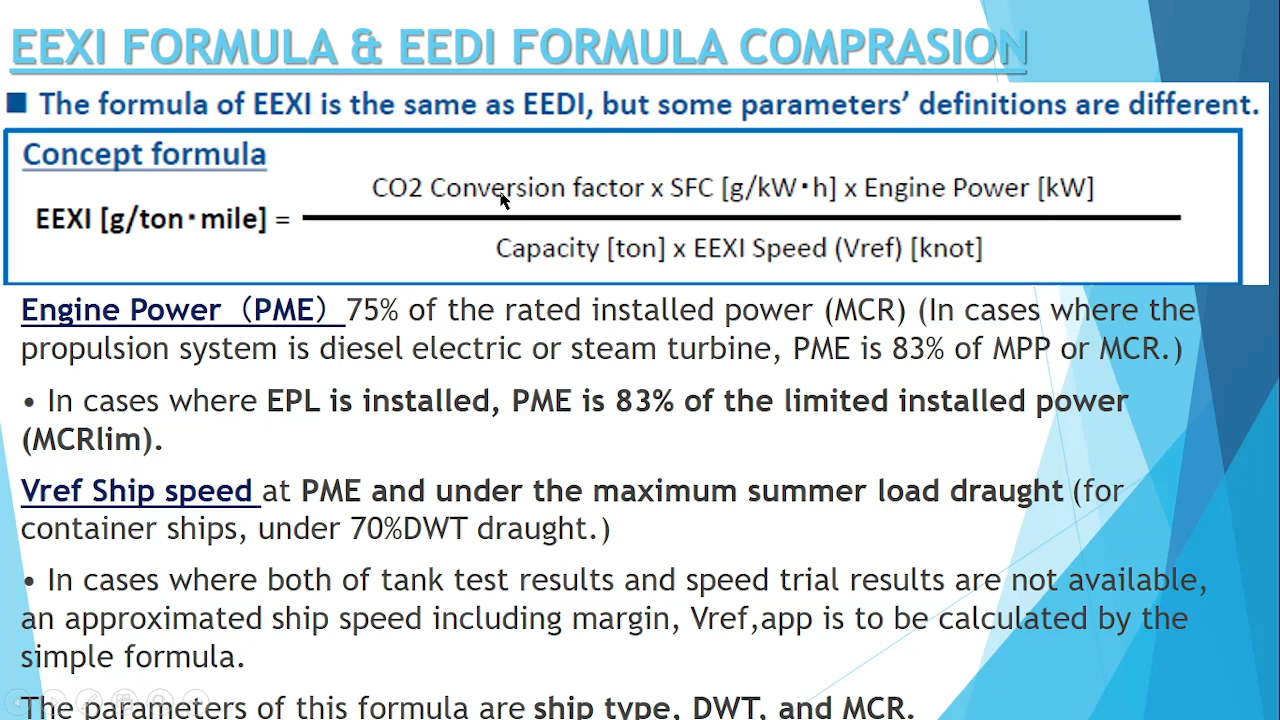 EEXI FORMULA & EEDI FORMULA COMPRASION
■ The formula of EEXI is the same as EEDI, but some parameters’ definitions are different.
Concept formula
CO2 Conversion factor x SFC [g/kW・h] x Engine Power [kW]
EEXI [g/ton・mile] =
Capacity [ton] x EEXI Speed (Vref) [knot]
Engine Power（PME）75% of the rated installed power (MCR) (In cases where the
propulsion system is diesel electric or steam turbine, PME is 83% of MPP or MCR.)
• In cases where EPL is installed, PME is 83% of the limited installed power
(MCRlim).
Vref Ship speed at PME and under the maximum summer load draught (for
container ships, under 70%DWT draught.)
• In cases where both of tank test results and speed trial results are not available,
an approximated ship speed including margin, Vref,app is to be calculated by the
simple formula.
The parameters of this formula are ship type, DWT, and MCR.